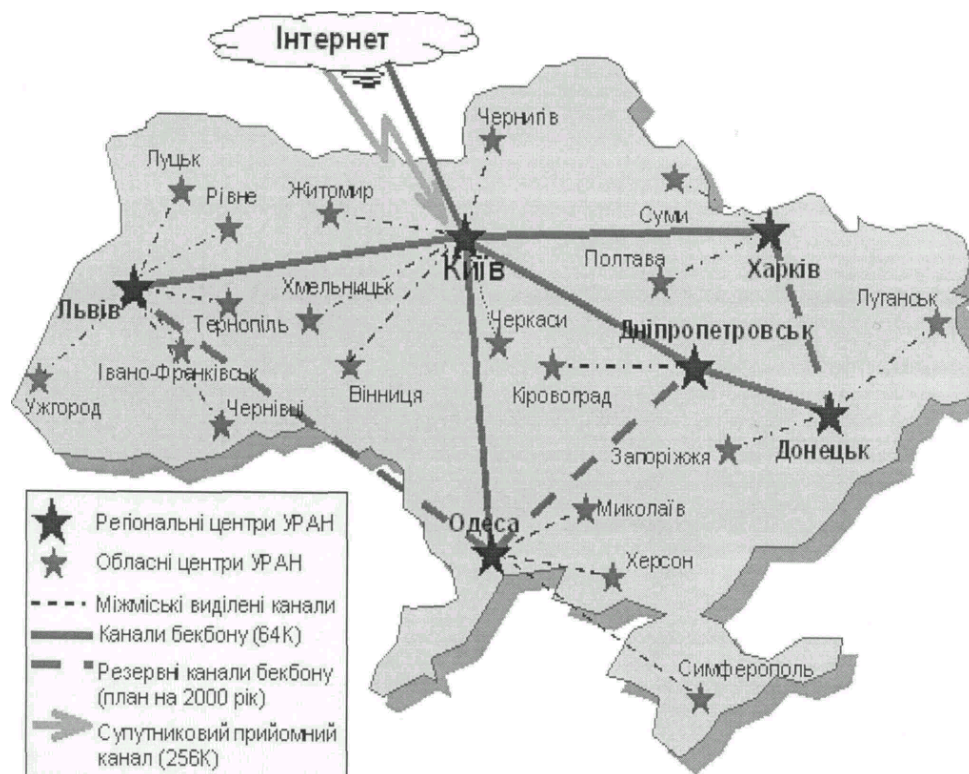 Інтернет
Чернігів
Луцьк
Рівне
Житомир
Суми
Київ
Полтава
Харків
Львів
Хмельницьк
Луганськ
Тернопіль
Черкаси
Дніпропетровськ
Івано-Франківськ
Вінниця
Кіровоград
Ужгород
Чернівці
Запоріжжя
Донецьк
Миколаїв
Одеса
Херсон
Симферополь
Регіональні центри УРАН
Обласні центри УРАН
Міжміські виділені канали
Канали бекбону (64К)
Резервні канали бекбону
(план на 2000 рік)
Супутниковий прийомний
канал (256К)